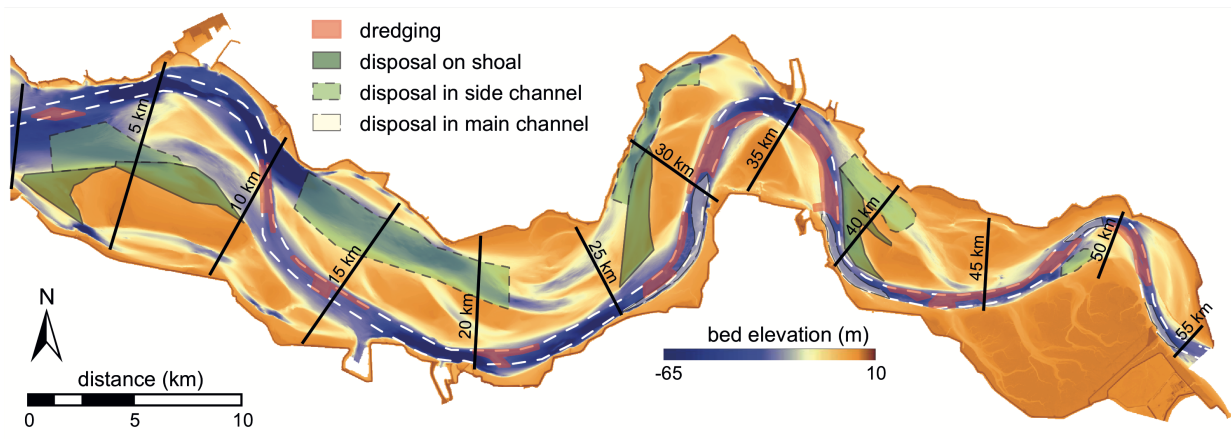 dredging
disposal on shoal
disposal in side channel
disposal in main channel
5 km
10 km
15 km
20 km
25 km
30 km
35 km
40 km
45 km
50 km
55 km
N
distance (km)
0 5 10
bed elevation (m)
-65 10